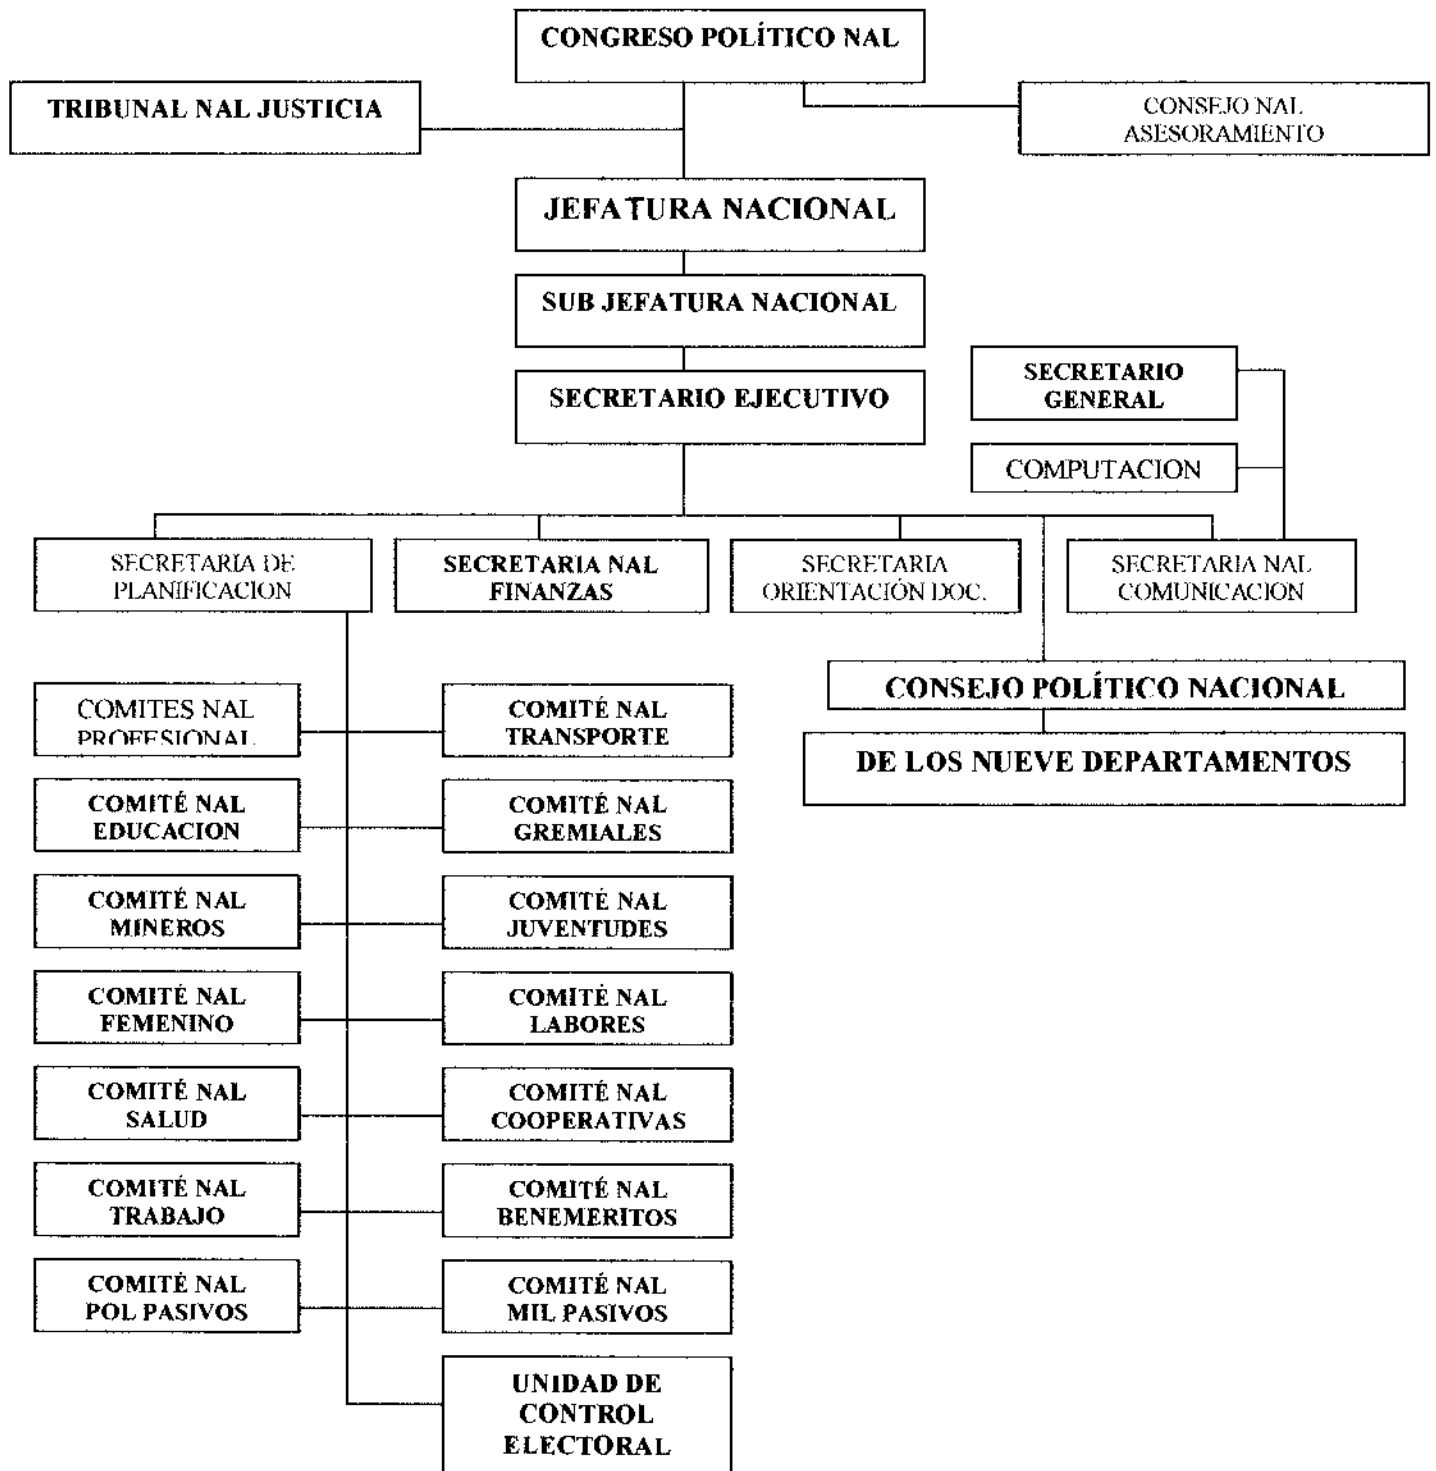 CONGRESO POLÍTICO NAL
TRIBUNAL NAL JUSTICIA
CONSEJO NAL
ASESORAMIENTO
JEFATURA NACIONAL
SUB JEFATURA NACIONAL
SECRETARIO EJECUTIVO
SECRETARIO
GENERAL
COMPUTACION
SECRETARIA DE
PLANIFICACION
SECRETARIA NAL
FINANZAS
SECRETARIA
ORIENTACIÓN DOC.
SECRETARIA NAL
COMUNICACION
CONSEJO POLÍTICO NACIONAL
DE LOS NUEVE DEPARTAMENTOS
COMITES NAL
PROFESIONAL
COMITÉ NAL
TRANSPORTE
COMITÉ NAL
EDUCACION
COMITÉ NAL
GREMIALES
COMITÉ NAL
MINEROS
COMITÉ NAL
JUVENTUDES
COMITÉ NAL
FEMENINO
COMITÉ NAL
LABORES
COMITÉ NAL
SALUD
COMITÉ NAL
COOPERATIVAS
COMITÉ NAL
TRABAJO
COMITÉ NAL
BENEMERITOS
COMITÉ NAL
POL PASIVOS
COMITÉ NAL
MIL PASIVOS
UNIDAD DE
CONTROL
ELECTORAL